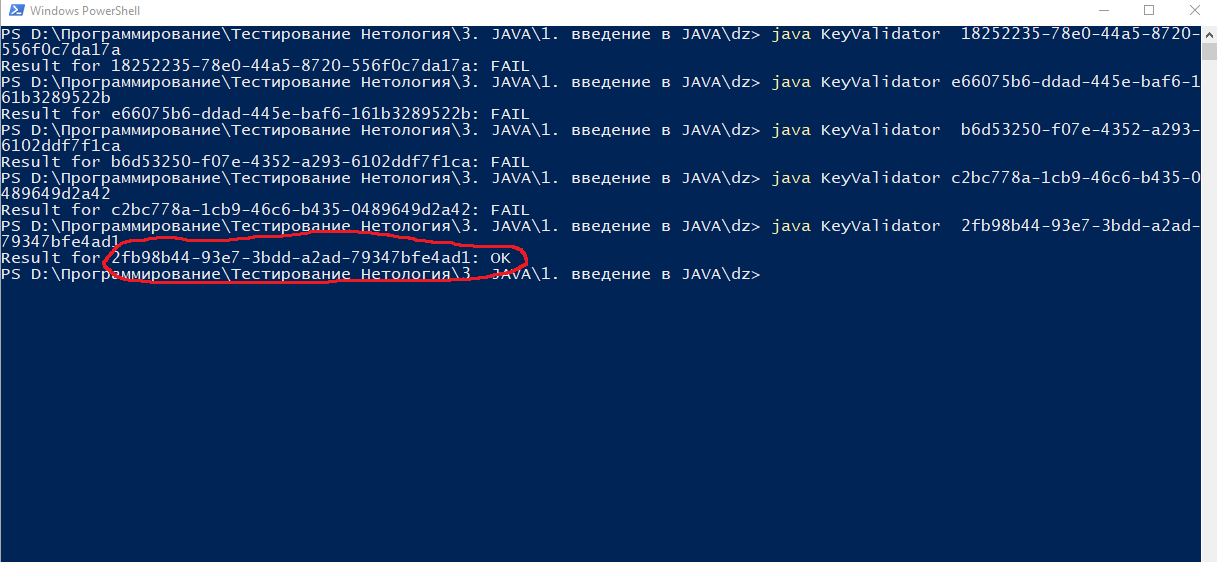 Windows PowerShell
PS D:\Программирование\Тестирование Нетология\3. JAVA\1. введение в JAVA\dz> java KeyValidator  18252235-78e0-44a5-8720-
556f0c7da17a
Result for 18252235-78e0-44a5-8720-556f0c7da17a: FAIL
PS D:\Программирование\Тестирование Нетология\3. JAVA\1. введение в JAVA\dz> java KeyValidator e66075b6-ddad-445e-baf6-1
61b3289522b
Result for e66075b6-ddad-445e-baf6-161b3289522b: FAIL
PS D:\Программирование\Тестирование Нетология\3. JAVA\1. введение в JAVA\dz> java KeyValidator  b6d53250-f07e-4352-a293-
6102ddf7f1ca
Result for b6d53250-f07e-4352-a293-6102ddf7f1ca: FAIL
PS D:\Программирование\Тестирование Нетология\3. JAVA\1. введение в JAVA\dz> java KeyValidator c2bc778a-1cb9-46c6-b435-0
489649d2a42
Result for c2bc778a-1cb9-46c6-b435-0489649d2a42: FAIL
PS D:\Программирование\Тестирование Нетология\3. JAVA\1. введение в JAVA\dz> java KeyValidator  2fb98b44-93e7-3bdd-a2ad-
79347bfe4ad1
Result for 2fb98b44-93e7-3bdd-a2ad-79347bfe4ad1: OK
PS D:\Программирование\Тестирование Нетология\3. JAVA\1. введение в JAVA\dz>